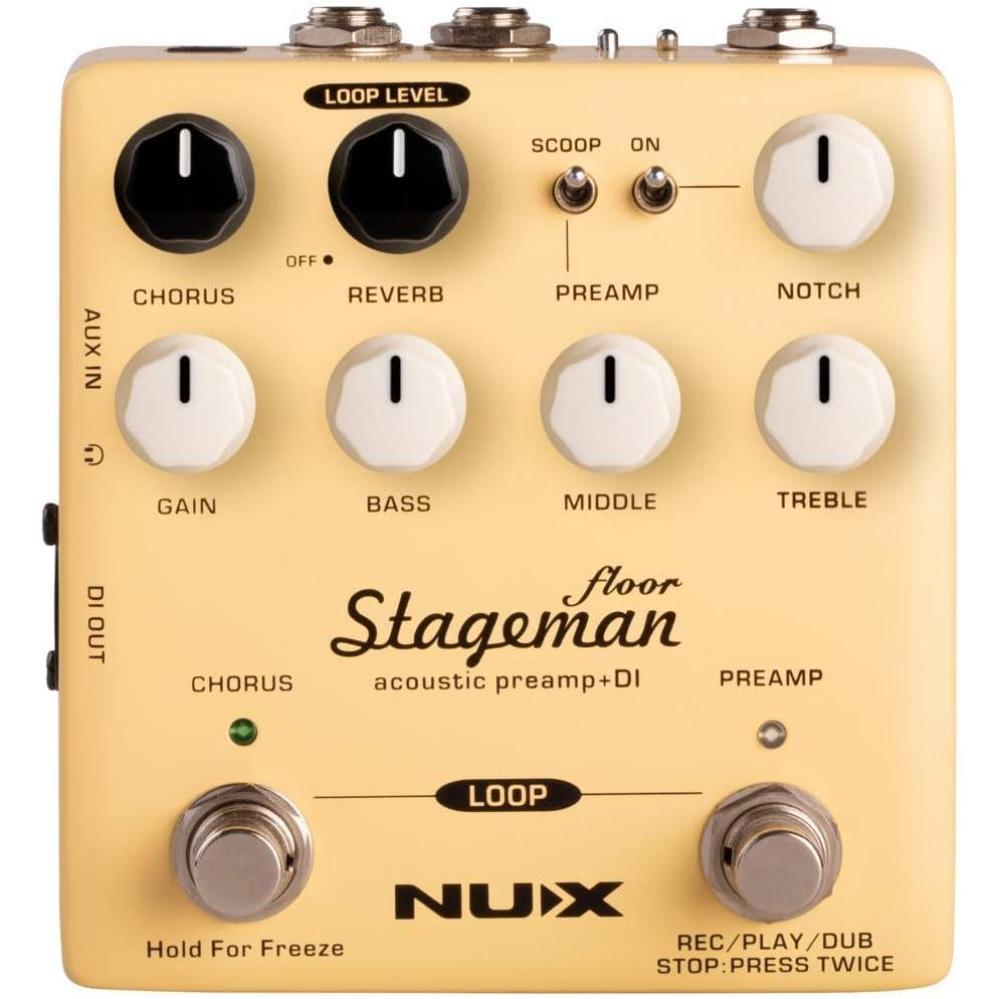 LOOP LEVEL
SCOOP
ON
OFF
CHORUS
REVERB
PREAMP
NOTCH
AUX IN
GAIN
BASS
MIDDLE
TREBLE
DI OUT
floor
Stageman
acoustic preamp+DI
CHORUS
PREAMP
LOOP
NUX
Hold For Freeze
REC/PLAY/DUB
STOP:PRESS TWICE